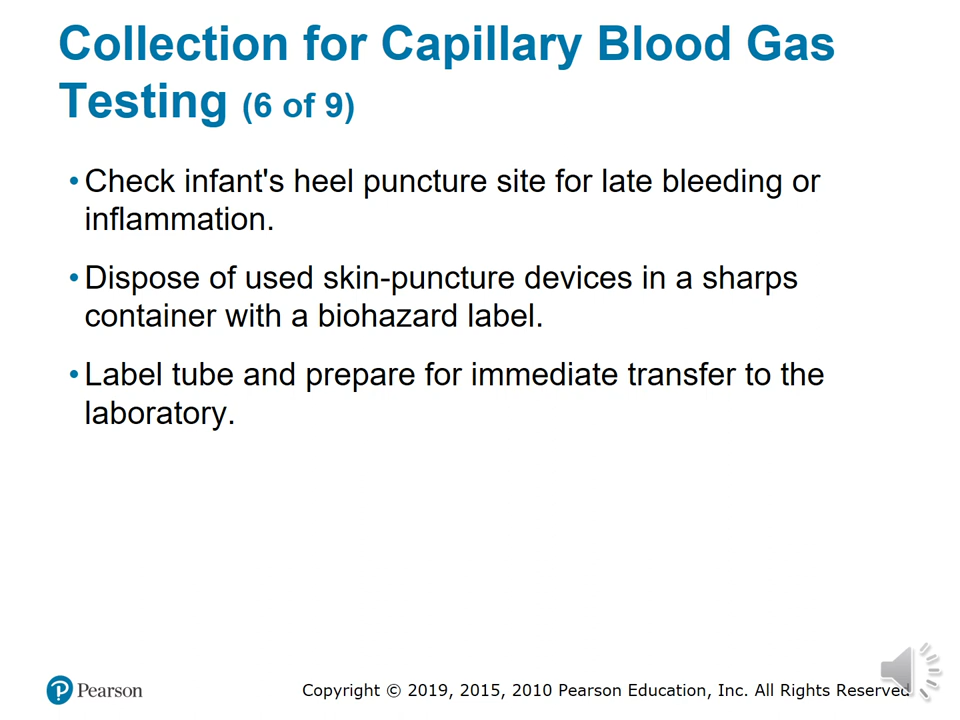 Collection for Capillary Blood Gas
Testing (6 of 9)
• Check infant's heel puncture site for late bleeding or
inflammation.
• Dispose of used skin-puncture devices in a sharps
container with a biohazard label.
• Label tube and prepare for immediate transfer to the
laboratory.
Pearson
Copyright © 2019, 2015, 2010 Pearson Education, Inc. All Rights Reserved